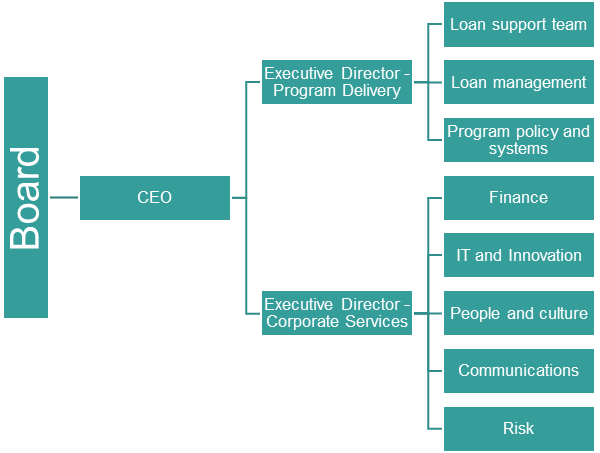 Board
CEO
Executive Director –
Program Delivery
Loan support team
Loan management
Program policy and
systems
Executive Director –
Corporate Services
Finance
IT and Innovation
People and culture
Communications
Risk